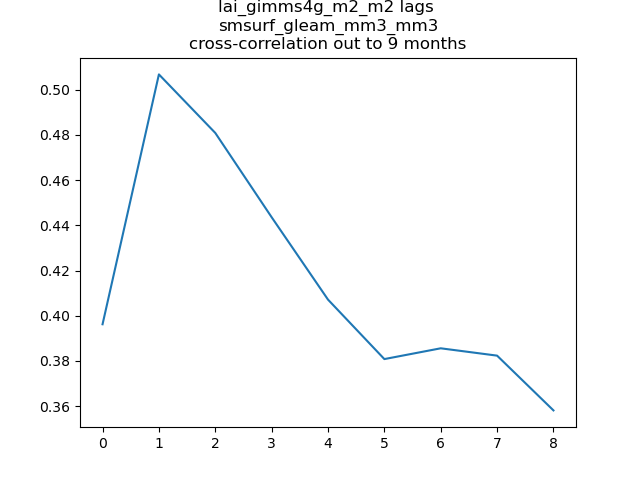 lai_gimms4g_m2_m2 lags
smsurf_gleam_mm3_mm3
cross-correlation out to 9 months
0.50
0.48
0.46
0.44
0.42
0.40
0.38
0.36
0 1 2 3 4 5 6 7 8